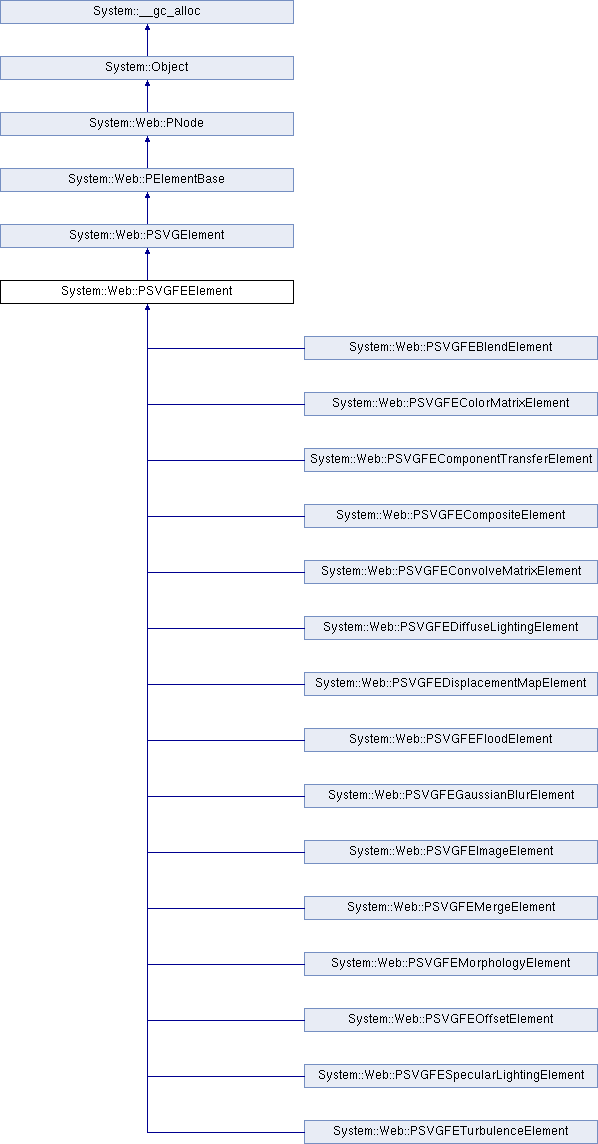 System::__gc_alloc
System::Object
System::Web::PNode
System::Web::PElementBase
System::Web::PSVGElement
System::Web::PSVGFEElement
System::Web::PSVGFEBlendElement
System::Web::PSVGFEColorMatrixElement
System::Web::PSVGFEComponentTransferElement
System::Web::PSVGFECompositeElement
System::Web::PSVGFEConvolveMatrixElement
System::Web::PSVGFEDiffuseLightingElement
System::Web::PSVGFEDisplacementMapElement
System::Web::PSVGFEFloodElement
System::Web::PSVGFEGaussianBlurElement
System::Web::PSVGFEImageElement
System::Web::PSVGFEMergeElement
System::Web::PSVGFEMorphologyElement
System::Web::PSVGFEOffsetElement
System::Web::PSVGFESpecularLightingElement
System::Web::PSVGFETurbulenceElement